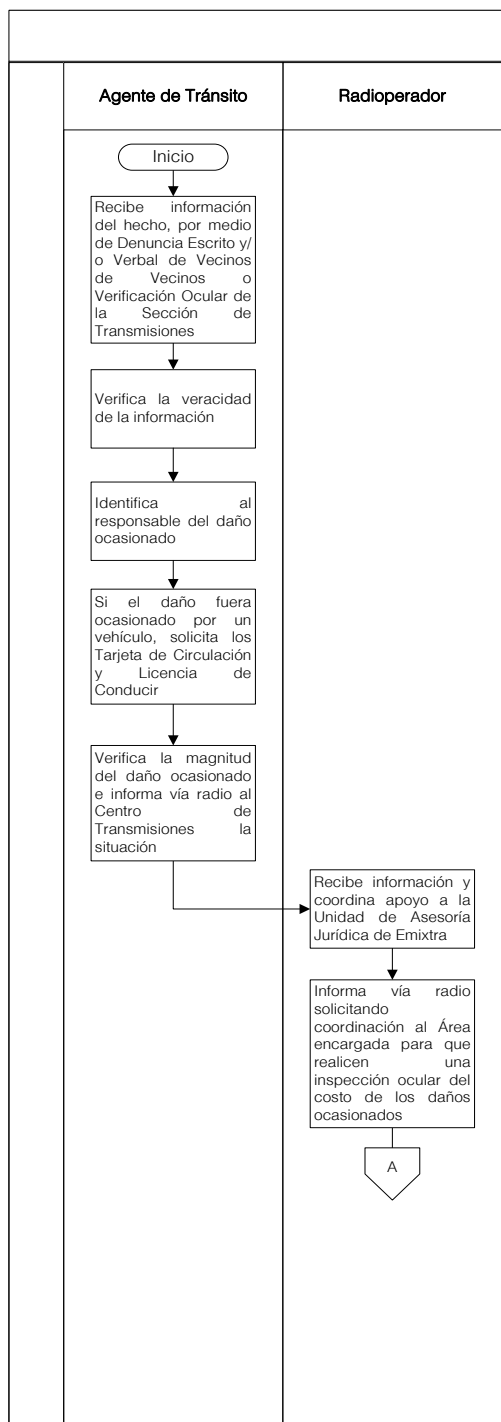 Agente de Tránsito
Radioperador
Inicio
Recibe información
del hecho, por medio
de Denuncia Escrito y/
o Verbal de Vecinos
de Vecinos o
Verificación Ocular de
la Sección de
Transmisiones
Verifica la veracidad
de la información
Identifica al
responsable del daño
ocasionado
Si el daño fuera
ocasionado por un
vehículo, solicita los
Tarjeta de Circulación
y Licencia de
Conducir
Verifica la magnitud
del daño ocasionado
e informa vía radio al
Centro de
Transmisiones la
situación
Recibe información y
coordina apoyo a la
Unidad de Asesoría
Jurídica de Emixtra
Informa vía radio
solicitando
coordinación al Área
encargada para que
realicen una
inspección ocular del
costo de los daños
ocasionados
A